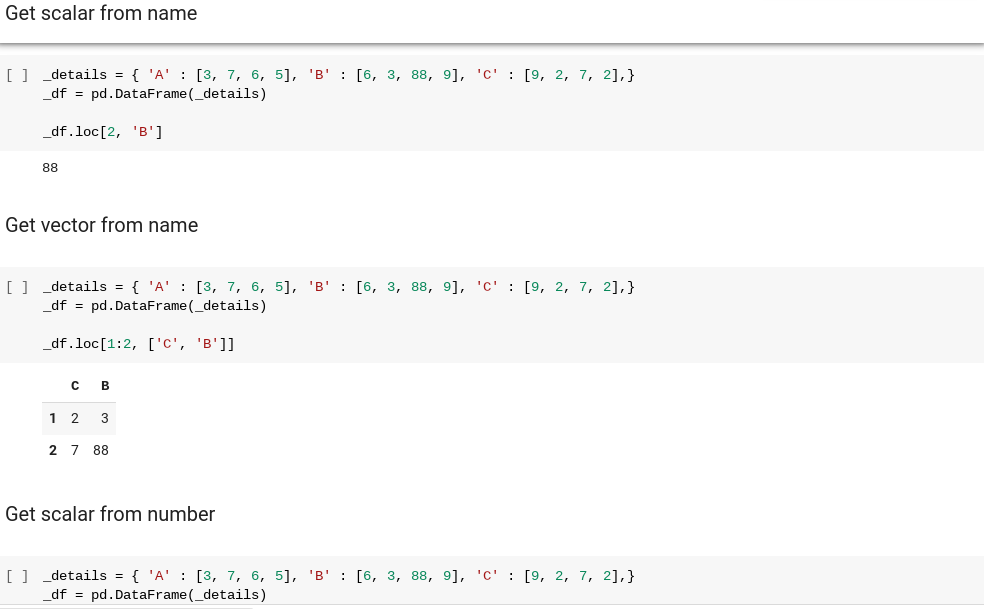 Get scalar from name
[ ] _details = { 'A' : [3, 7, 6, 5], 'B' : [6, 3, 88, 9], 'C' : [9, 2, 7, 2],}
_df = pd.DataFrame(_details)
_df.loc[2, 'B']
88
Get vector from name
[ ] _details = { 'A' : [3, 7, 6, 5], 'B' : [6, 3, 88, 9], 'C' : [9, 2, 7, 2],}
_df = pd.DataFrame(_details)
_df.loc[1:2, ['C', 'B']]
C B
1 2 3
2 7 88
Get scalar from number
[ ] _details = { 'A' : [3, 7, 6, 5], 'B' : [6, 3, 88, 9], 'C' : [9, 2, 7, 2],}
_df = pd.DataFrame(_details)